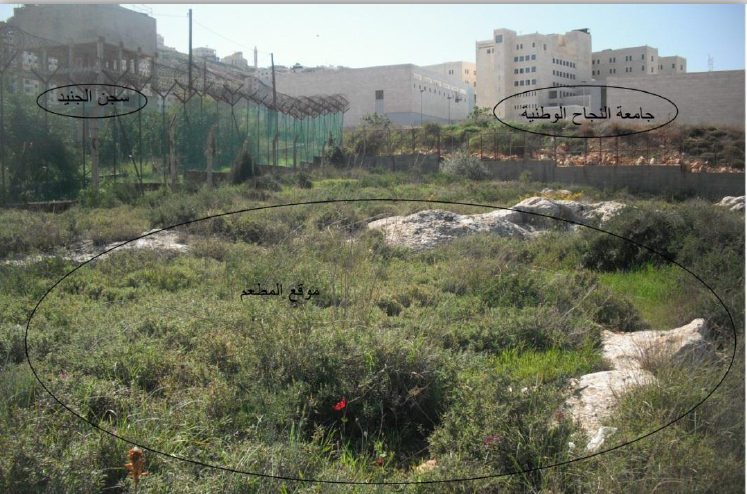 سجن الجنيد
جامعة النجاح الوطنية
موقع المطعم